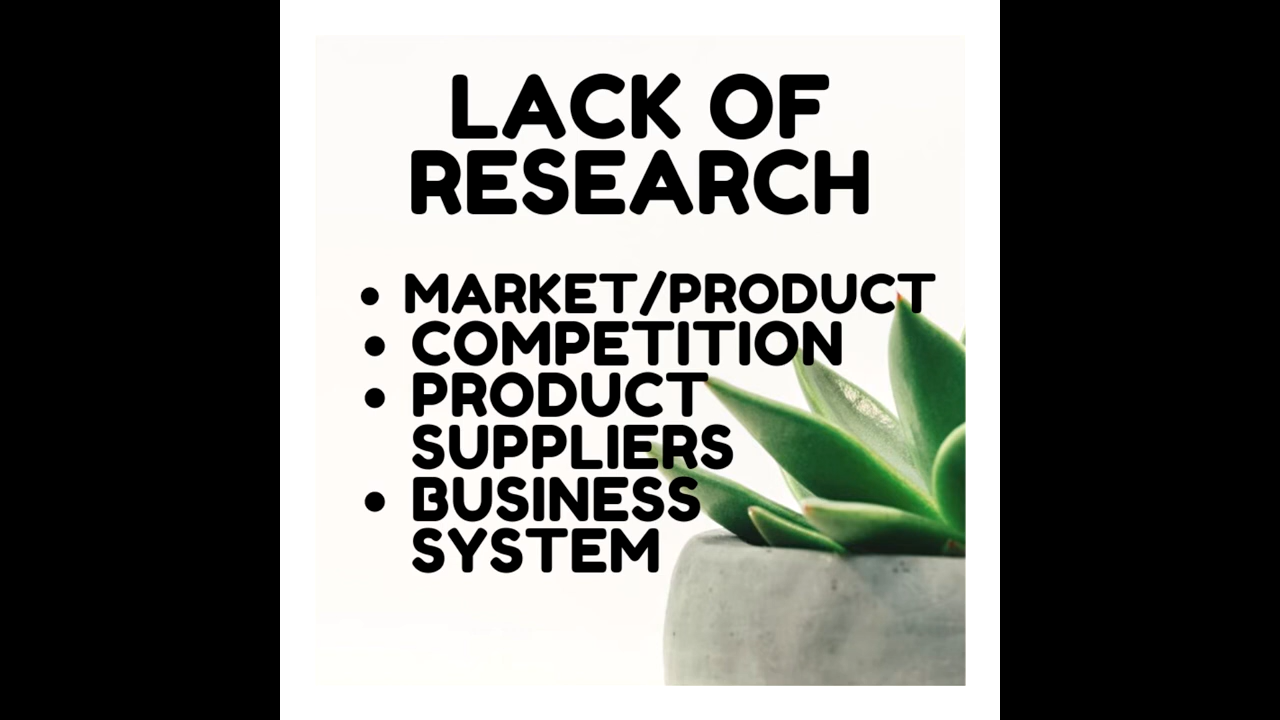 LACK OF
RESEARCH
• MARKET/PRODUCT
• COMPETITION
• PRODUCT
SUPPLIERS
• BUSINESS
SYSTEM